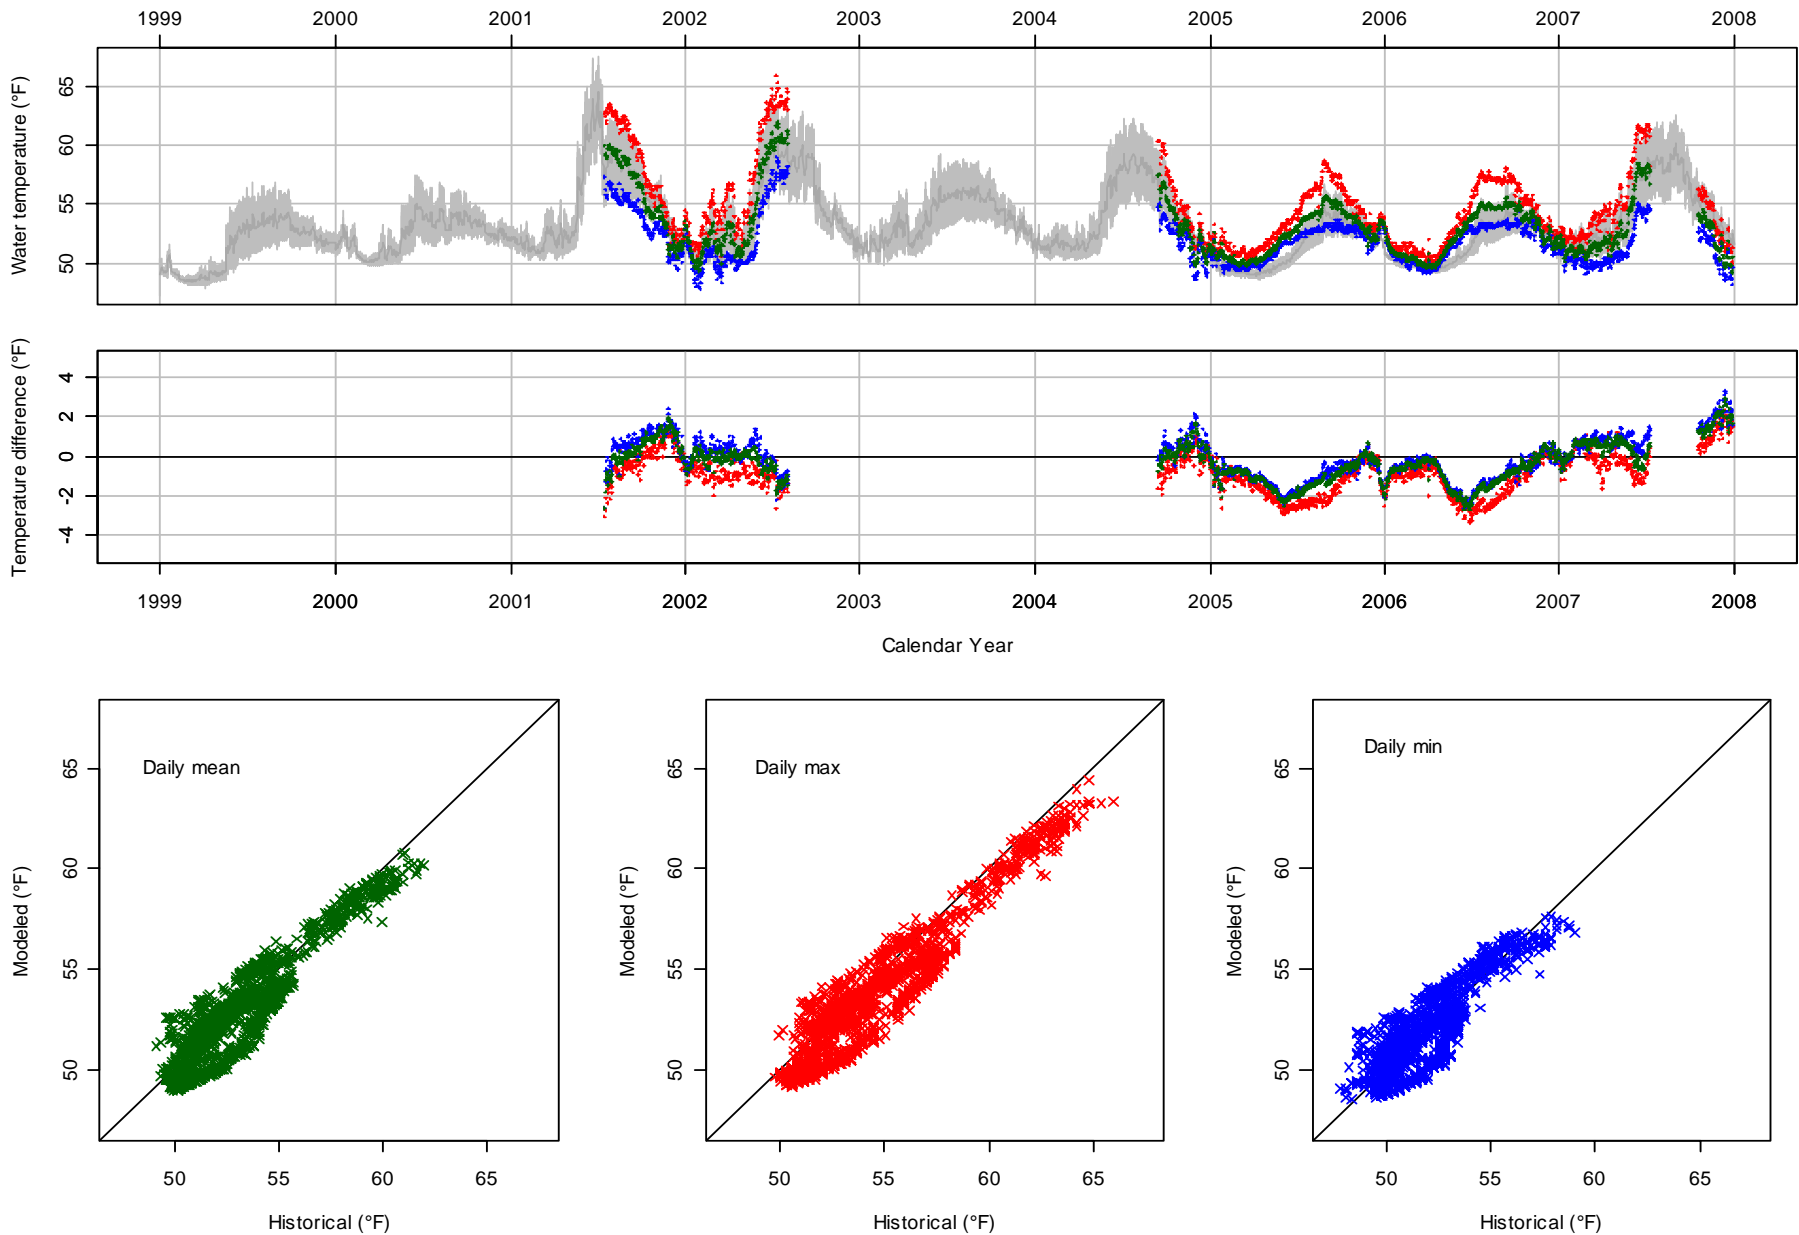 1999 2000 2001 2002 2003 2004 2005 2006 2007 2008
Water temperature (°F)
65
60
55
50
Temperature difference (°F)
4
2
0
-2
-4
1999 2000 2001 2002 2003 2004 2005 2006 2007 2008
Calendar Year
Daily mean
Modeled (°F)
65
60
55
50
50 55 60 65
Historical (°F)
Daily max
Modeled (°F)
65
60
55
50
50 55 60 65
Historical (°F)
Daily min
Modeled (°F)
65
60
55
50
50 55 60 65
Historical (°F)